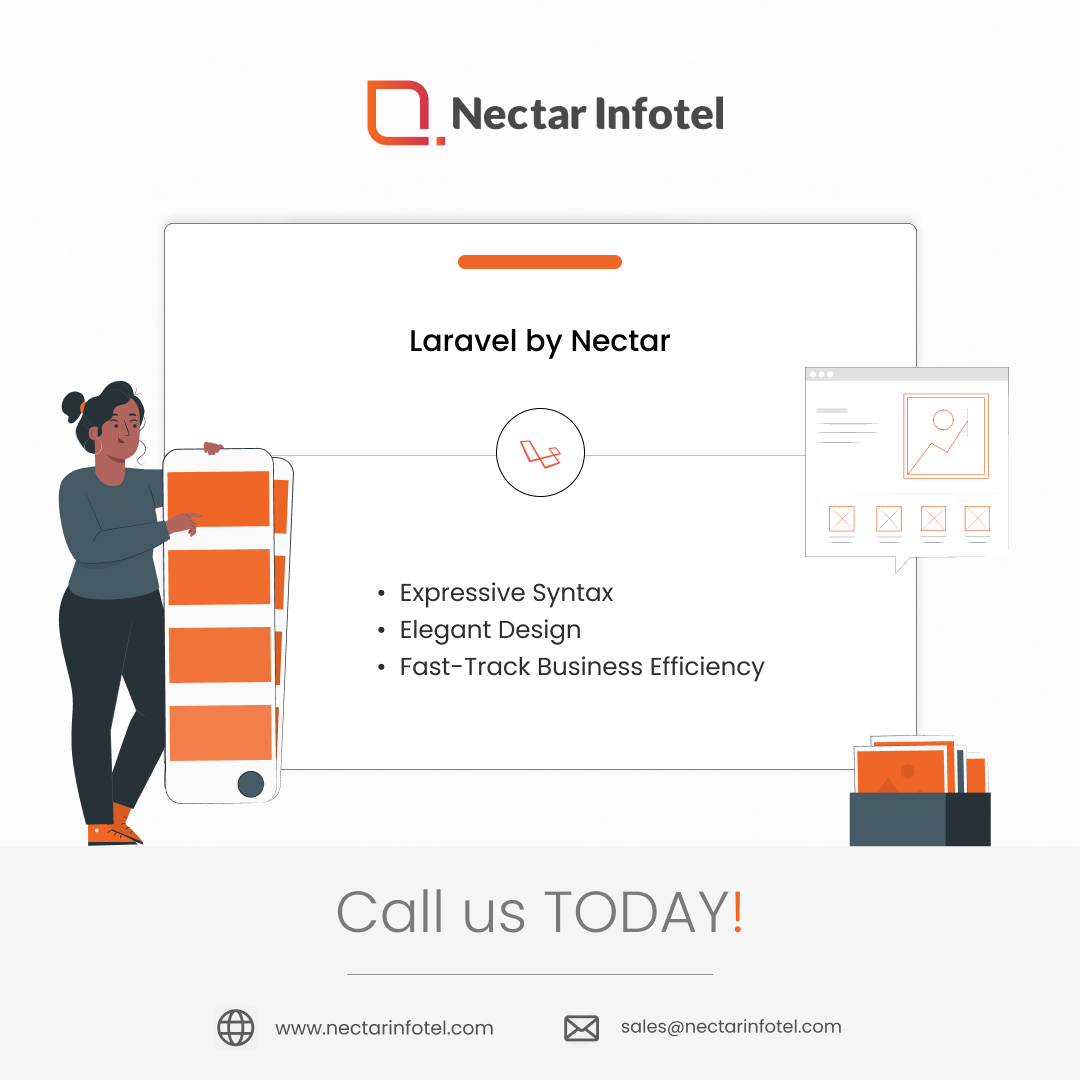 Nectar Infotel
Laravel by Nectar
• Expressive Syntax
• Elegant Design
• Fast-Track Business Efficiency
Call us TODAY!
www.nectarinfotel.com
sales@nectarinfotel.com